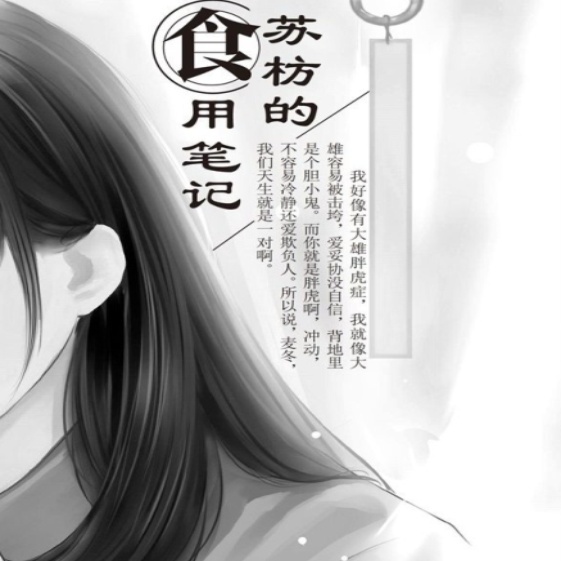 苏枋的
食用笔记
我好像有大雄胖虎症，我就像大
雄容易被击垮，爱妥协没自信，背地里
是个胆小鬼。而你就是胖虎啊，冲动，
不容易冷静还爱欺负人。所以说，麦冬，
我们天生就是一对啊。